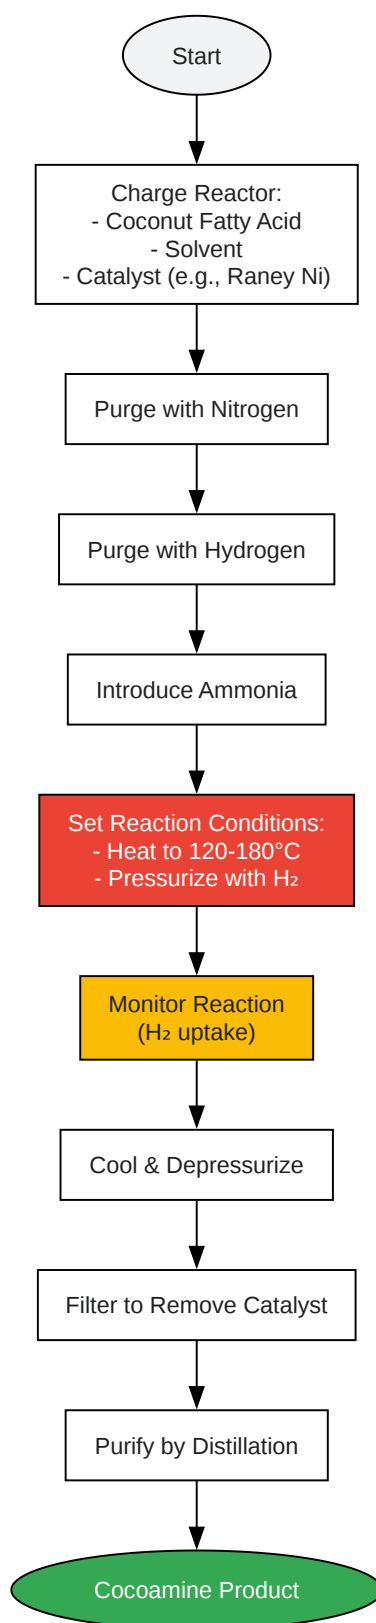 Start
Charge Reactor:
- Coconut Fatty Acid
- Solvent
- Catalyst (e.g., Raney Ni)
Purge with Nitrogen
Purge with Hydrogen
Introduce Ammonia
Set Reaction Conditions:
- Heat to 120-180°C
- Pressurize with H₂
Monitor Reaction
(H₂ uptake)
Cool & Depressurize
Filter to Remove Catalyst
Purify by Distillation
Cocoamine Product